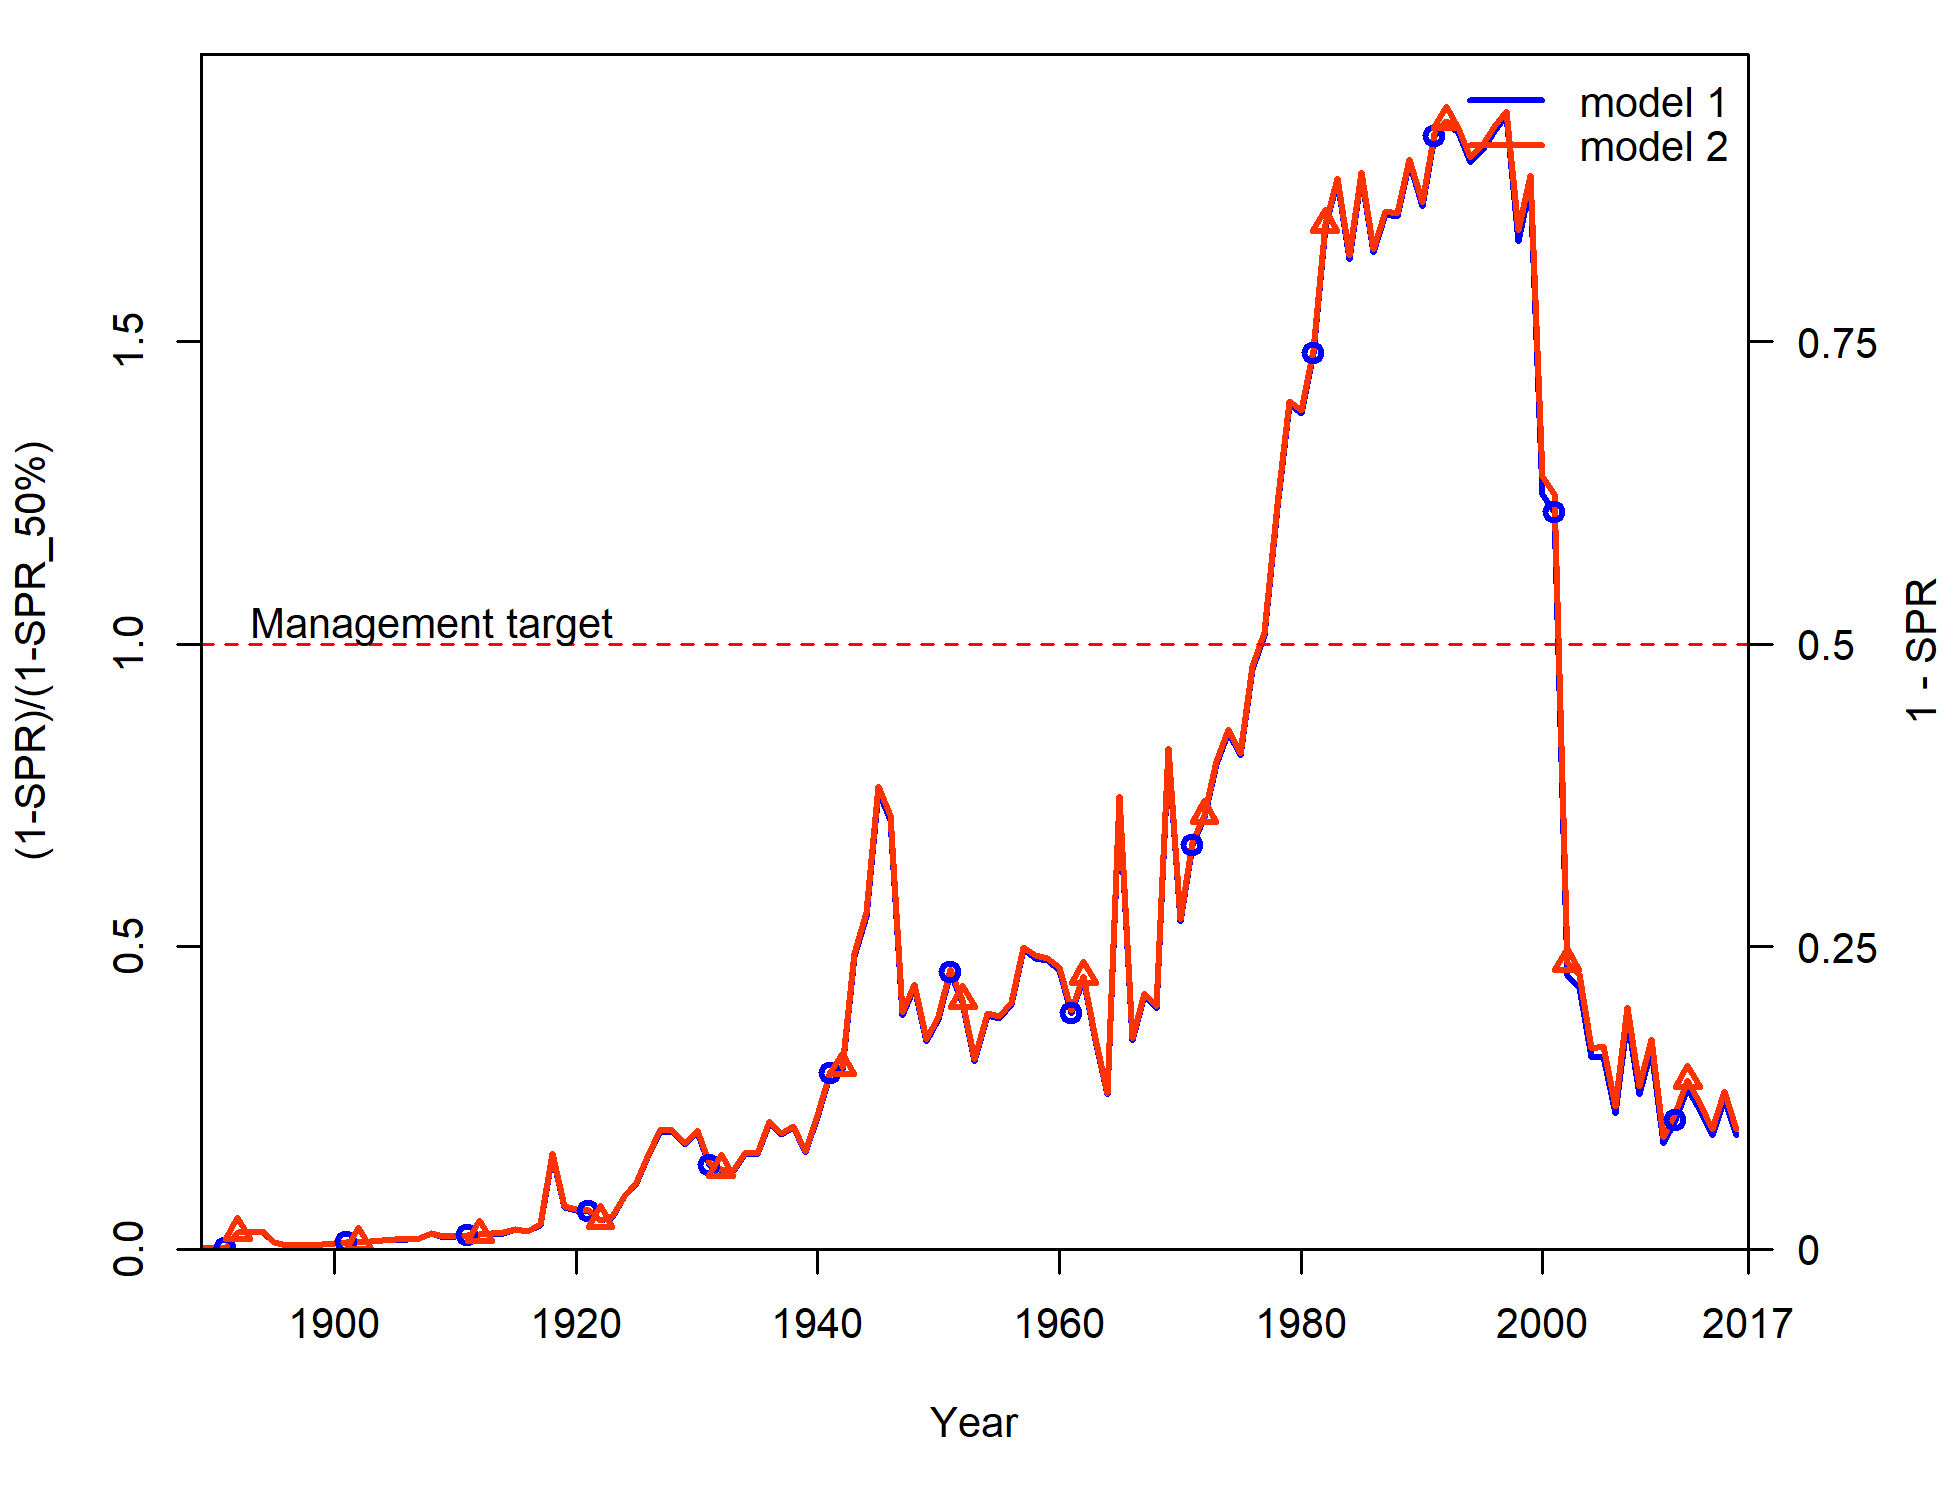 model 1
model 2
(1-SPR)/(1-SPR_50%)
0.0
0.5
1.0
1.5
Management target
0
0.25
0.5
0.75
1 - SPR
1900
1920
1940
1960
1980
2000
2017
Year